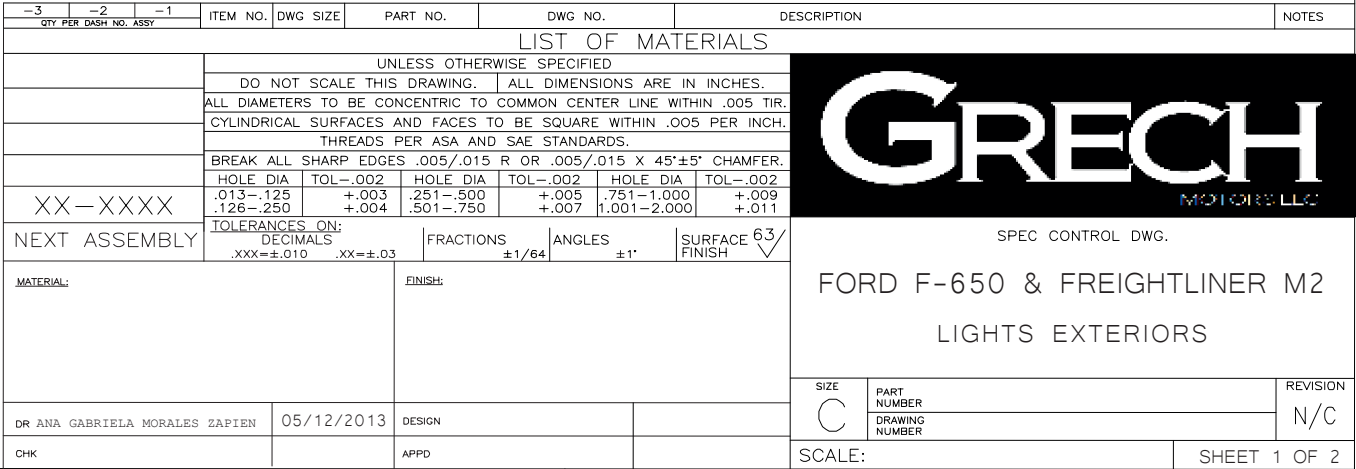 -3 -2 -1 ITEM NO. DWG SIZE PART NO. DWG NO. DESCRIPTION NOTES
QTY PER DASH NO. ASSY
LIST OF MATERIALS
UNLESS OTHERWISE SPECIFIED
DO NOT SCALE THIS DRAWING. ALL DIMENSIONS ARE IN INCHES.
ALL DIAMETERS TO BE CONCENTRIC TO COMMON CENTER LINE WITHIN .005 TIR.
CYLINDRICAL SURFACES AND FACES TO BE SQUARE WITHIN .005 PER INCH.
THREADS PER ASA AND SAE STANDARDS.
BREAK ALL SHARP EDGES .005/.015 R OR .005/.015 X 45°±5° CHAMFER.
HOLE DIA TOL-.002 HOLE DIA TOL-.002 HOLE DIA TOL-.002
.013-.125 +.003 .251-.500 +.005 .751-1.000 +.009
.126-.250 +.004 .501-.750 +.007 1.001-2.000 +.011
XX-XXXX
NEXT ASSEMBLY
TOLERANCES ON:
DECIMALS
.XXX=±.010 .XX=±.03
FRACTIONS
±1/64
ANGLES
±1°
SURFACE 63/
FINISH
GRECH
MOTORS LLC
SPEC CONTROL DWG.
FORD F-650 & FREIGHTLINER M2
LIGHTS EXTERIORS
MATERIAL:
FINISH:
DR ANA GABRIELA MORALES ZAPIEN 05/12/2013 DESIGN
CHK APPD
SIZE
C
PART
NUMBER
DRAWING
NUMBER
REVISION
N/C
SCALE:
SHEET 1 OF 2